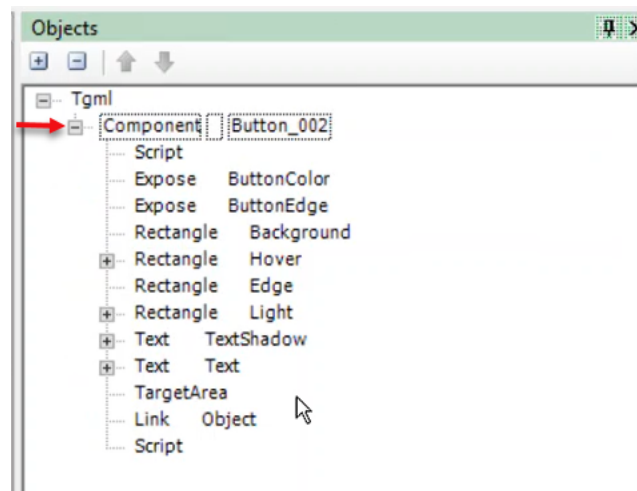 Objects
Tgml
Component Button_002
Script
Expose ButtonColor
Expose ButtonEdge
Rectangle Background
Rectangle Hover
Rectangle Edge
Rectangle Light
Text TextShadow
Text Text
TargetArea
Link Object
Script